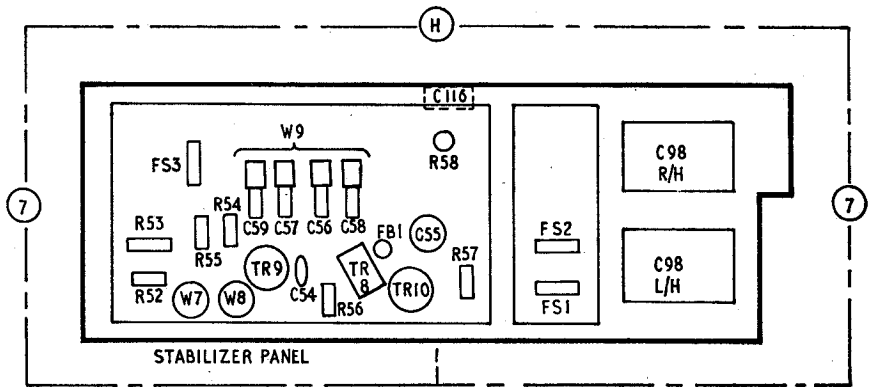 H
C116
W9
FS3
R58
C98
R/H
7
7
R54
R53
C59 C57 C56 C58
FB1
C55
FS2
R55
R57
TR9
TR
8
C98
L/H
R52
W7
W8
C54
R56
TR10
FS1
STABILIZER PANEL